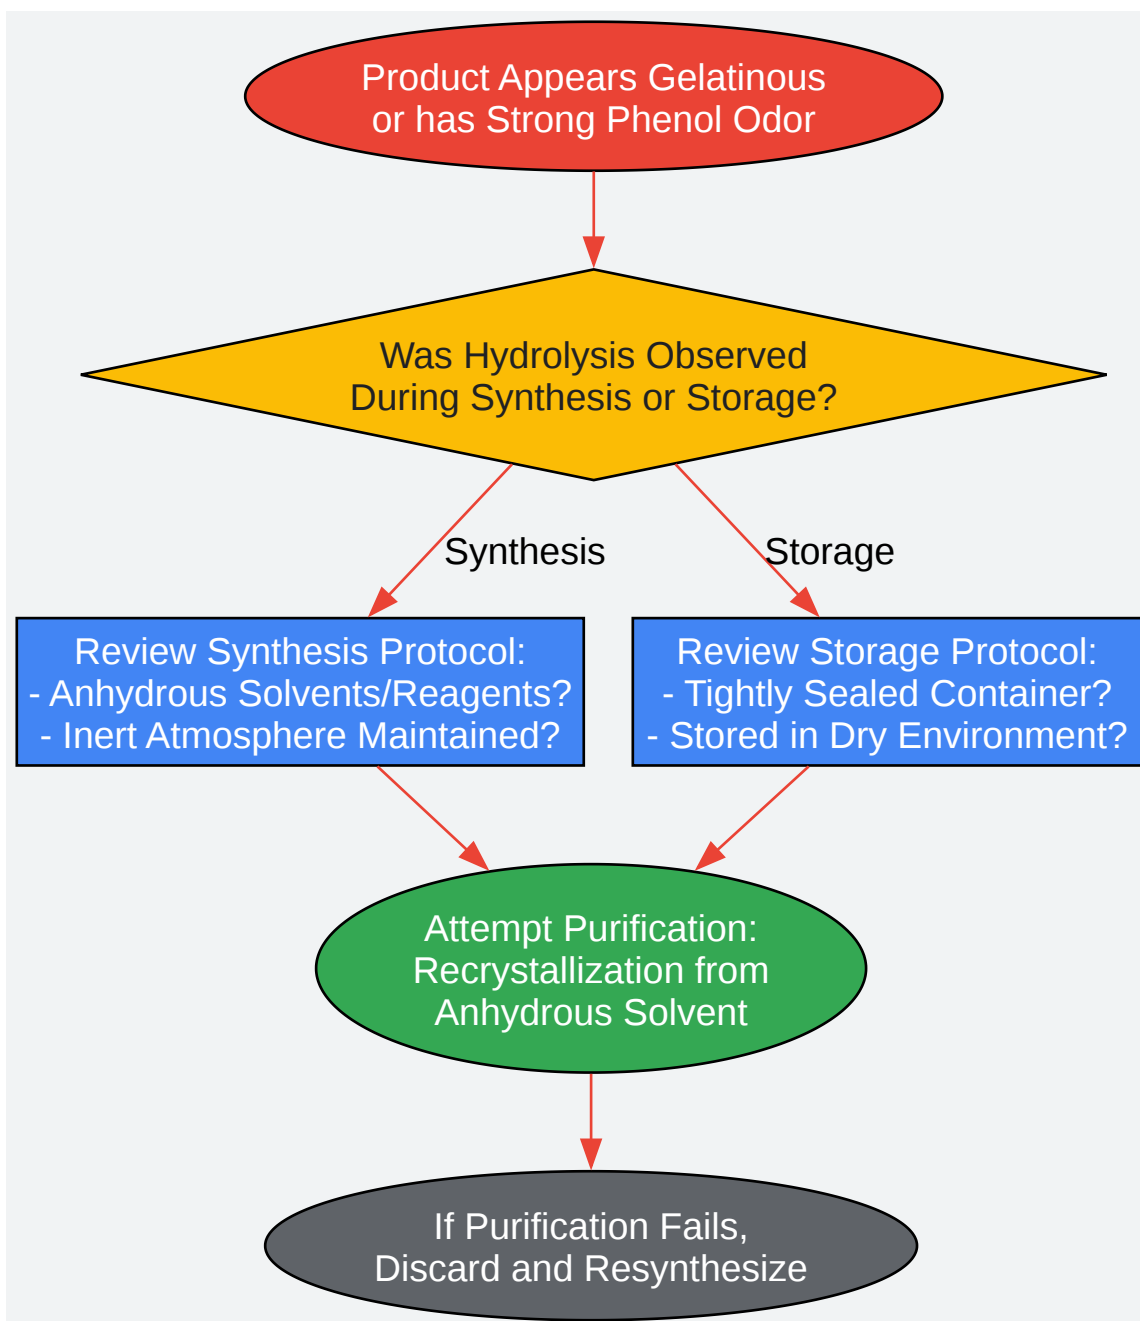 Product Appears Gelatinous
or has Strong Phenol Odor
Was Hydrolysis Observed
During Synthesis or Storage?
Synthesis
Storage
Review Synthesis Protocol:
- Anhydrous Solvents/Reagents?
- Inert Atmosphere Maintained?
Review Storage Protocol:
- Tightly Sealed Container?
- Stored in Dry Environment?
Attempt Purification:
Recrystallization from
Anhydrous Solvent
If Purification Fails,
Discard and Resynthesize